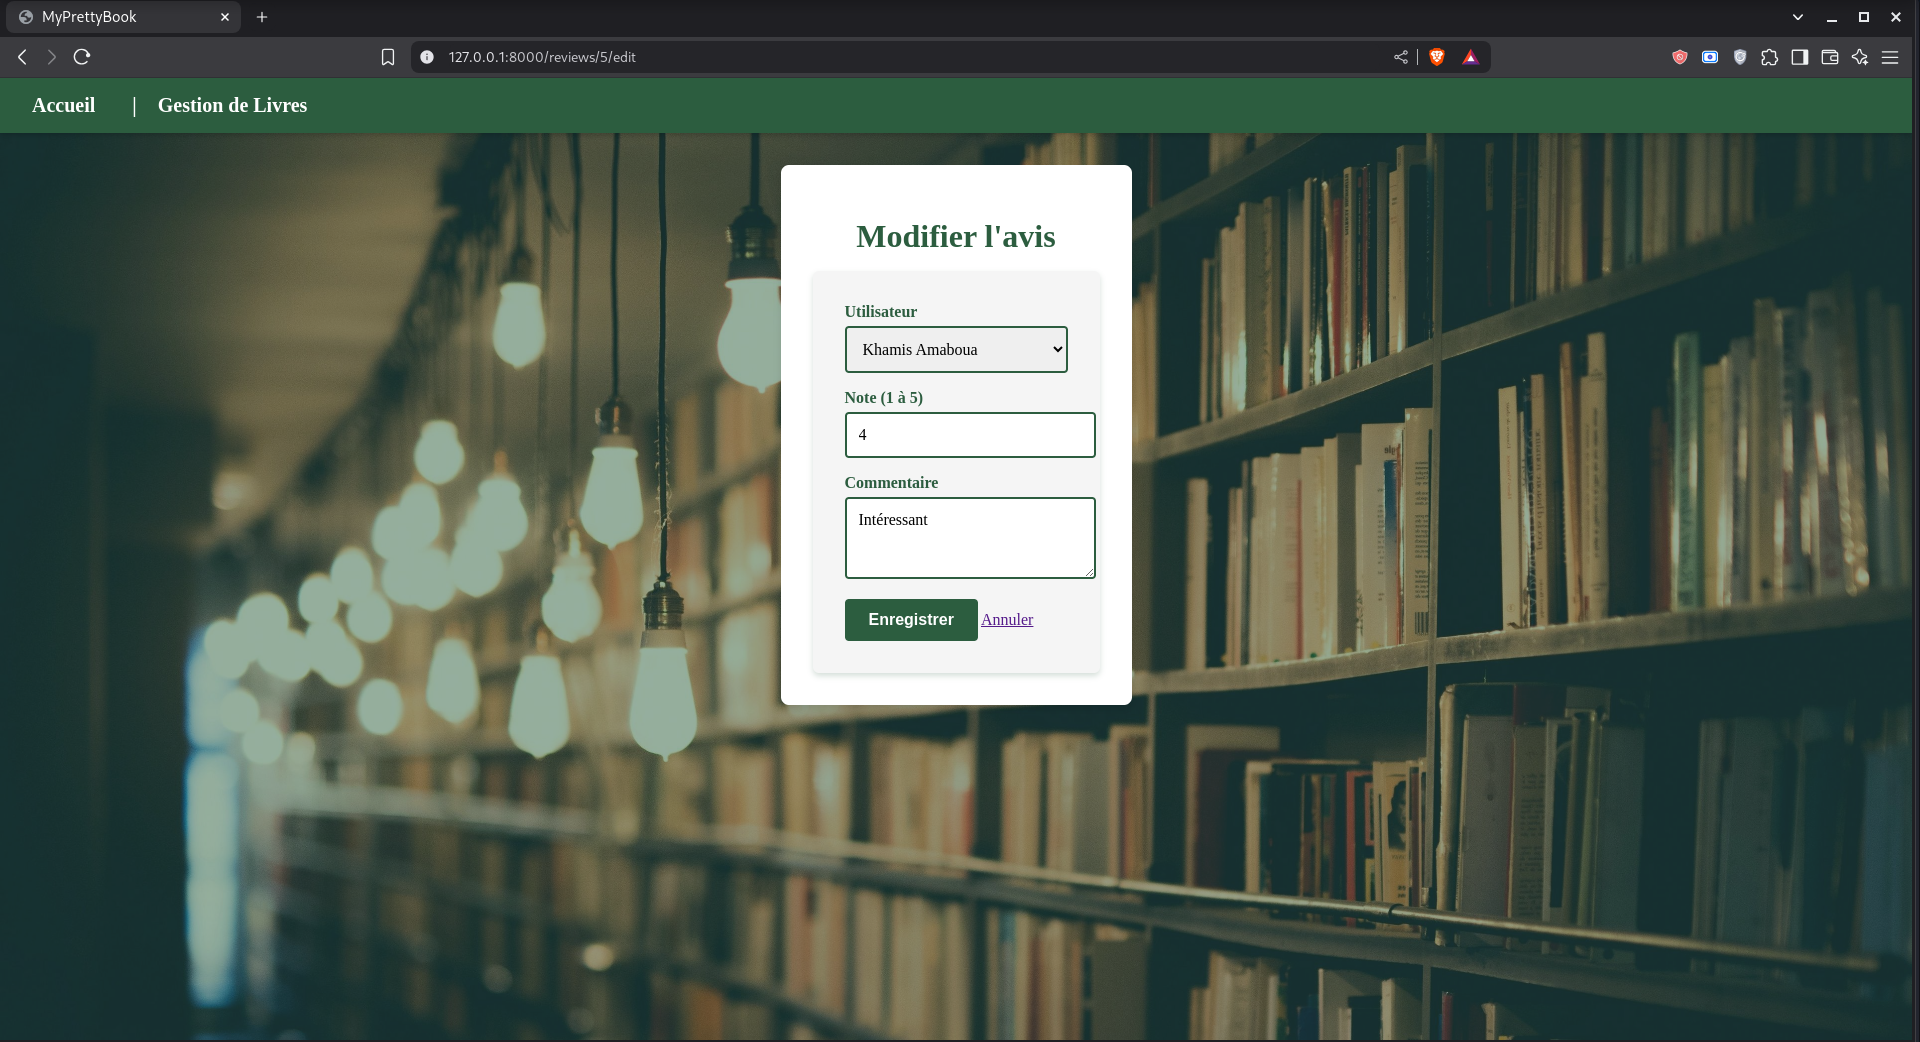 MyPrettyBook
127.0.0.1:8000/reviews/5/edit
Accueil | Gestion de Livres
Modifier l'avis
Utilisateur
Khamis Amaboua
Note (1 à 5)
4
Commentaire
Intéressant
Enregistrer Annuler